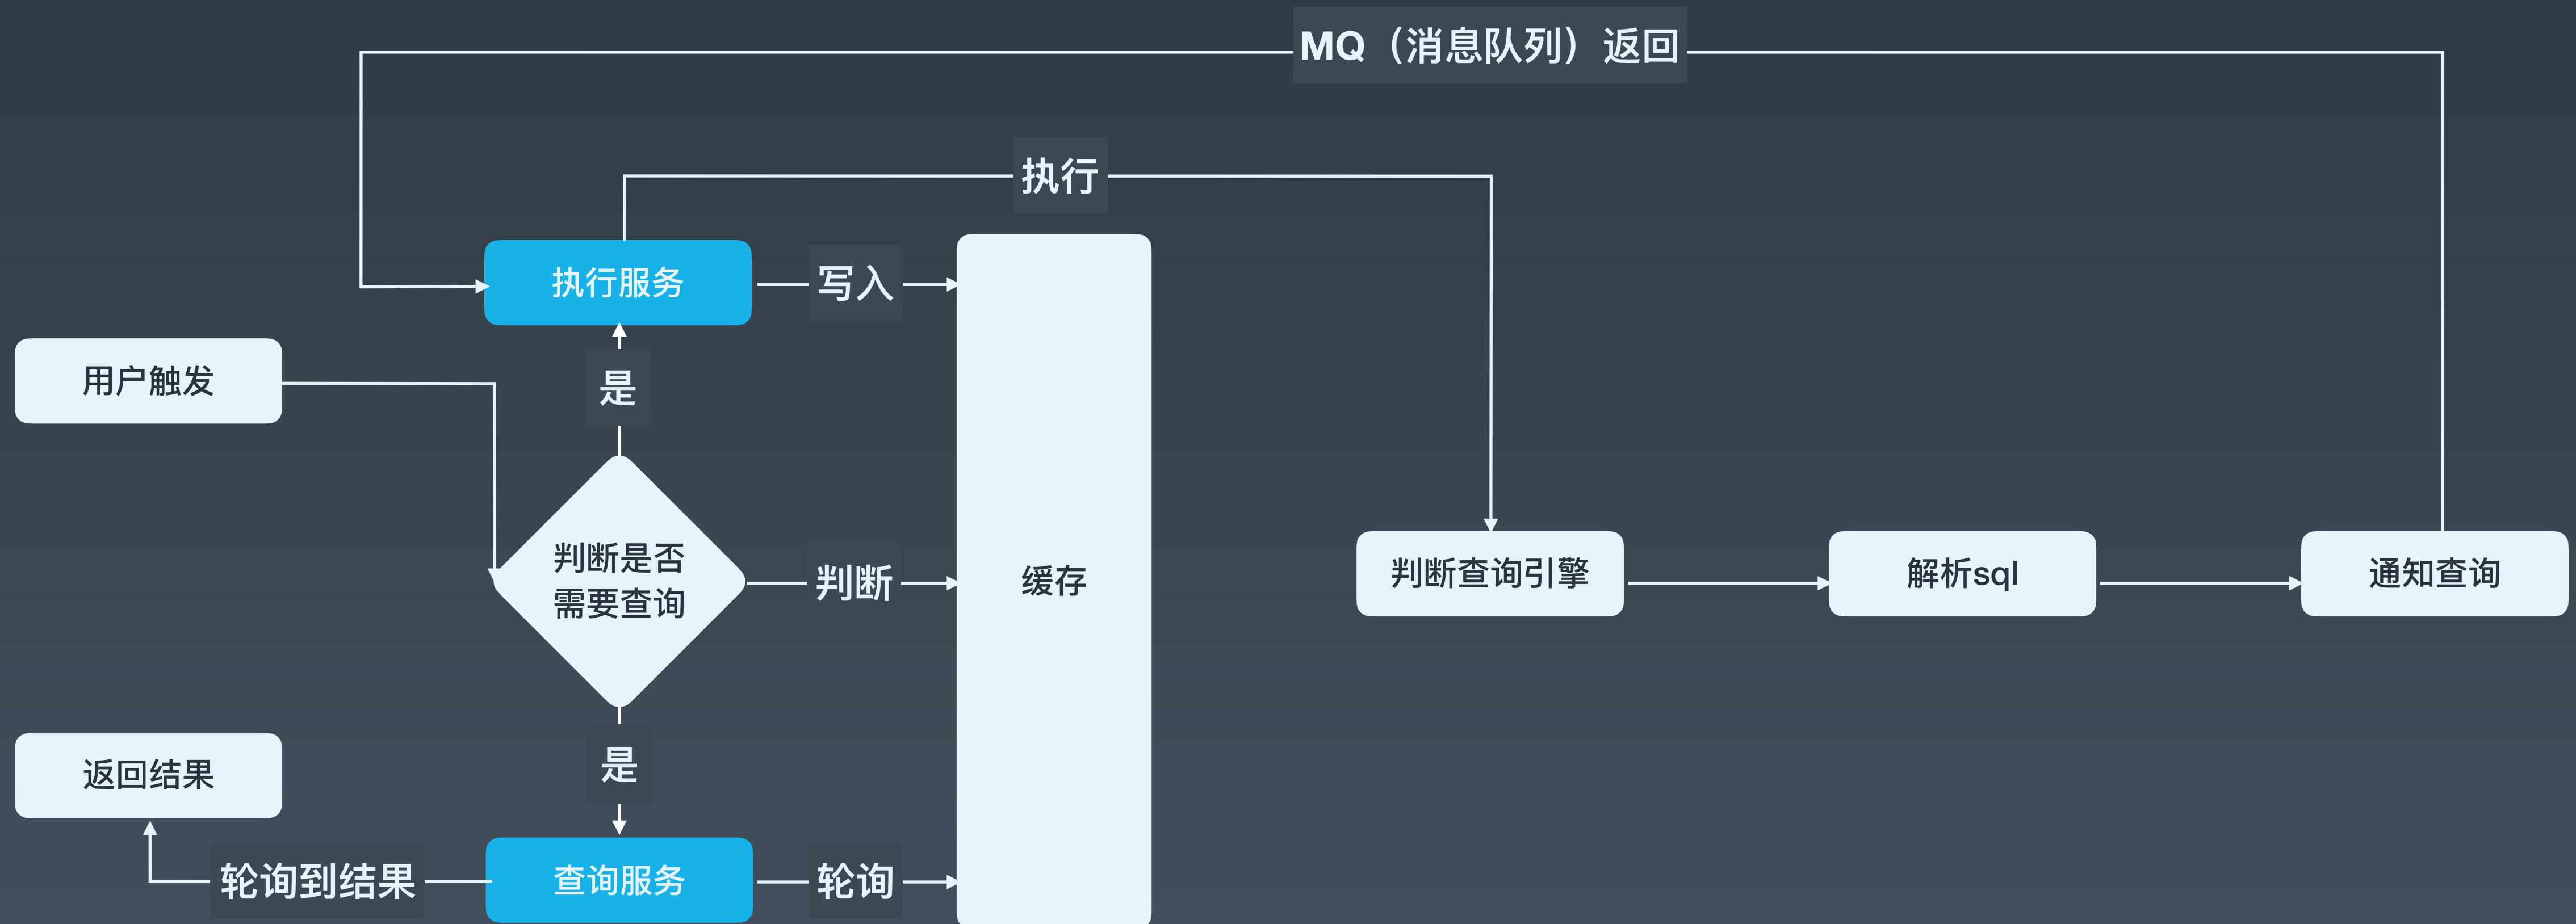 MQ（消息队列）返回
执行
执行服务
写入
用户触发
是
判断是否
需要查询
判断
缓存
判断查询引擎
解析sql
通知查询
是
返回结果
轮询到结果
查询服务
轮询